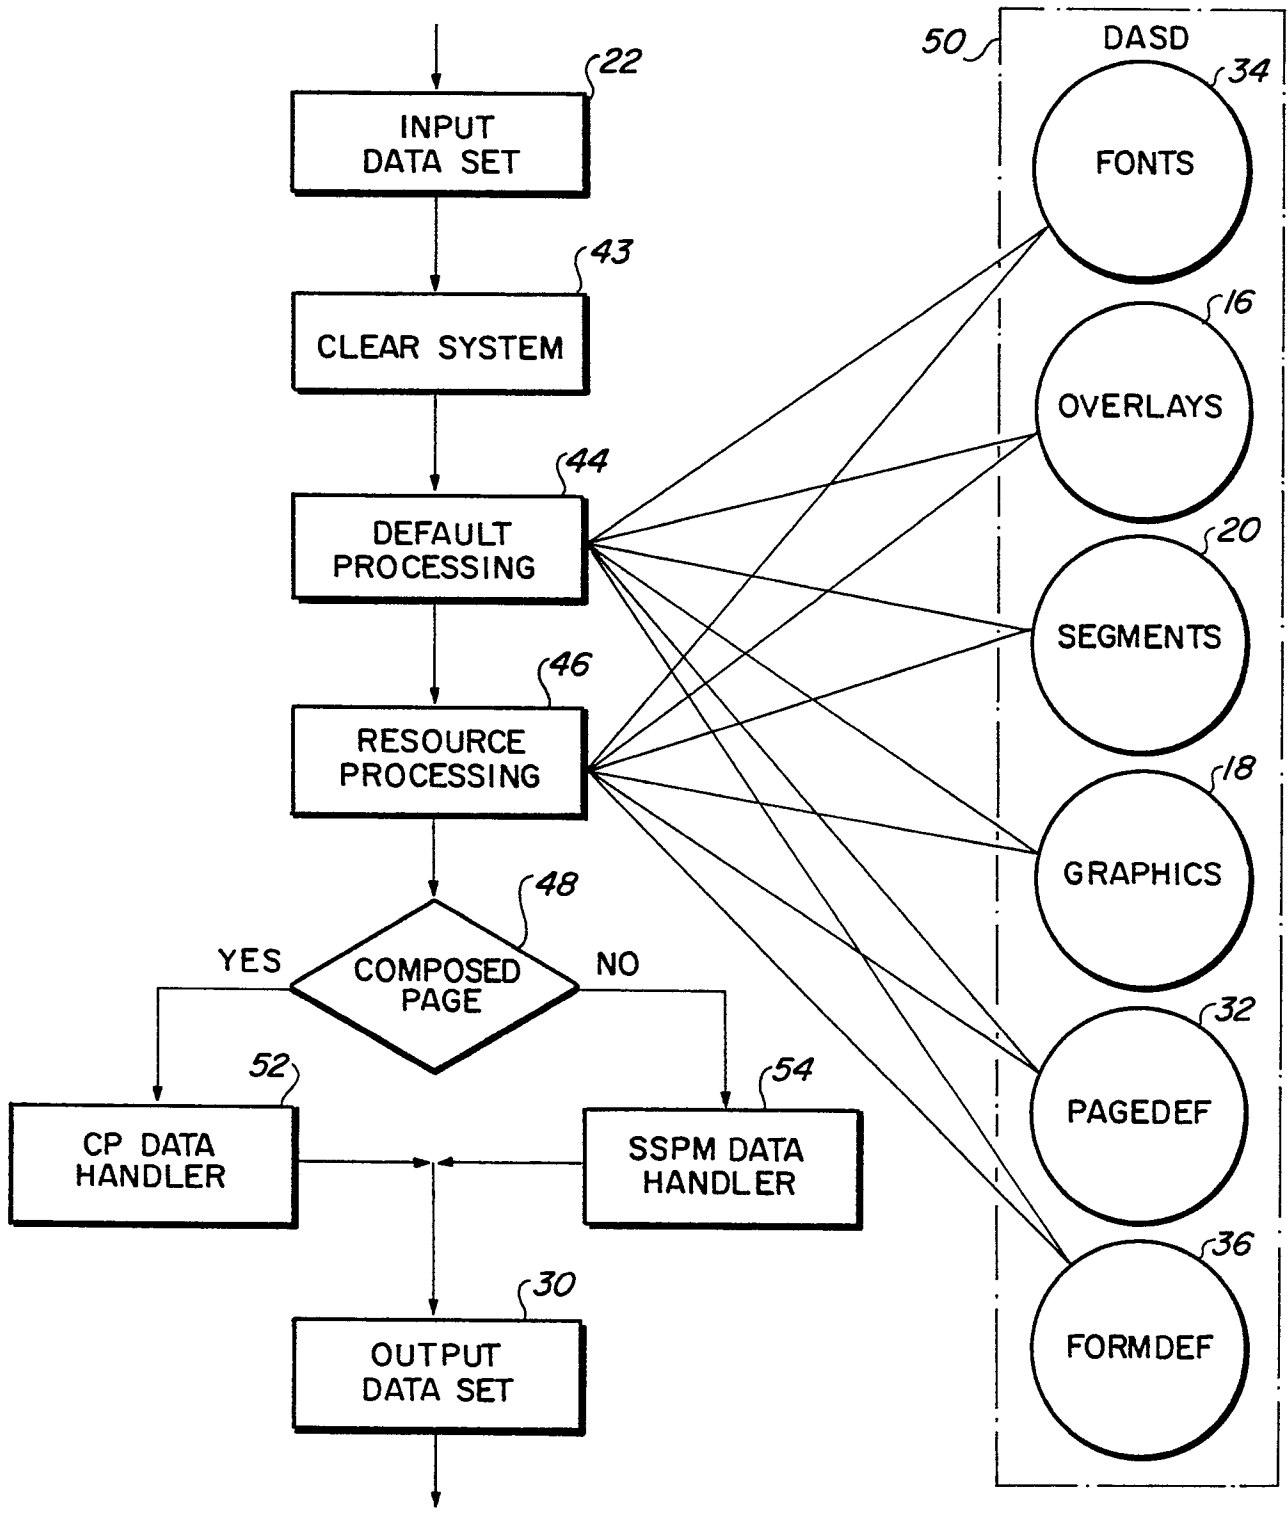 22
INPUT
DATA SET
43
CLEAR SYSTEM
44
DEFAULT
PROCESSING
46
RESOURCE
PROCESSING
48
COMPOSED
PAGE
YES
NO
52
CP DATA
HANDLER
54
SSPM DATA
HANDLER
30
OUTPUT
DATA SET
50
DASD
34
FONTS
16
OVERLAYS
20
SEGMENTS
18
GRAPHICS
32
PAGEDEF
36
FORMDEF